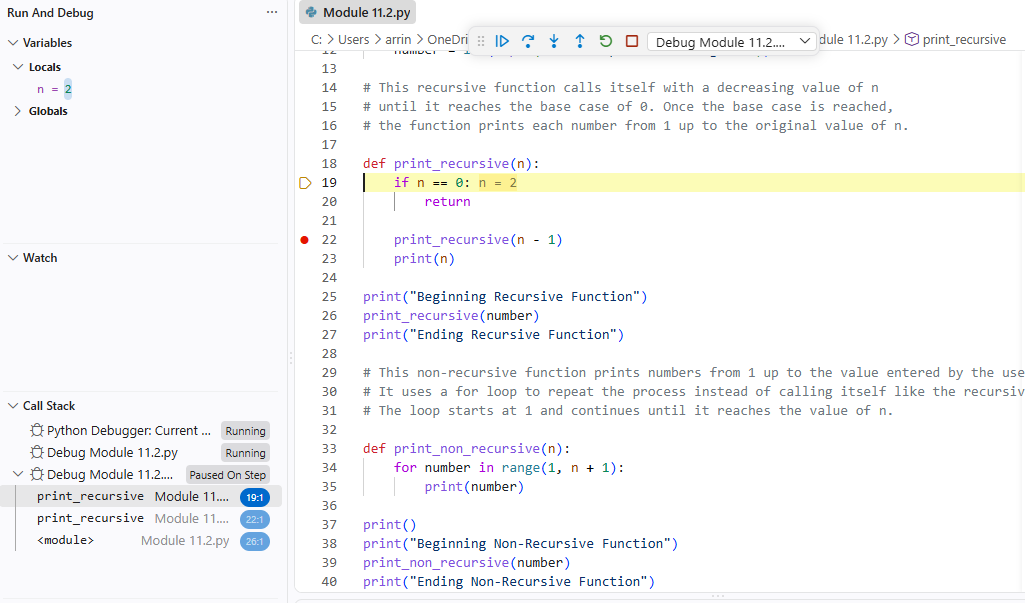 Run And Debug
Variables
Locals
n = 2
Globals
Watch
Call Stack
Python Debugger: Current ... Running
Debug Module 11.2.py Running
Debug Module 11.2.... Paused On Step
print_recursive Module 11.... 19:1
print_recursive Module 11.... 22:1
<module> Module 11.2.py 26:1
Module 11.2.py
C: > Users > arrin > OneDri
Debug Module 11.2....
dule 11.2.py > print_recursive
12
13
14 # This recursive function calls itself with a decreasing value of n
15 # until it reaches the base case of 0. Once the base case is reached,
16 # the function prints each number from 1 up to the original value of n.
17
18 def print_recursive(n):
19 if n == 0: n = 2
20 return
21
22 print_recursive(n - 1)
23 print(n)
24
25 print("Beginning Recursive Function")
26 print_recursive(number)
27 print("Ending Recursive Function")
28
29 # This non-recursive function prints numbers from 1 up to the value entered by the use
30 # It uses a for loop to repeat the process instead of calling itself like the recursiv
31 # The loop starts at 1 and continues until it reaches the value of n.
32
33 def print_non_recursive(n):
34 for number in range(1, n + 1):
35 print(number)
36
37 print()
38 print("Beginning Non-Recursive Function")
39 print_non_recursive(number)
40 print("Ending Non-Recursive Function")